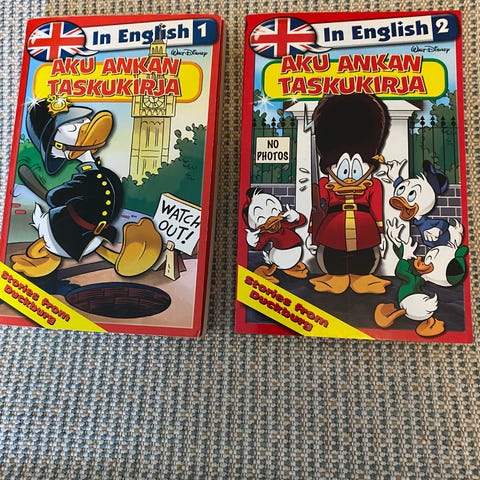 In English 1
Walt Disney
AKU ANKAN
TASKUKIRJA
WATCH
OUT!
Stories from
Duckburg
In English 2
Walt Disney
AKU ANKAN
TASKUKIRJA
NO
PHOTOS
Stories from
Duckburg